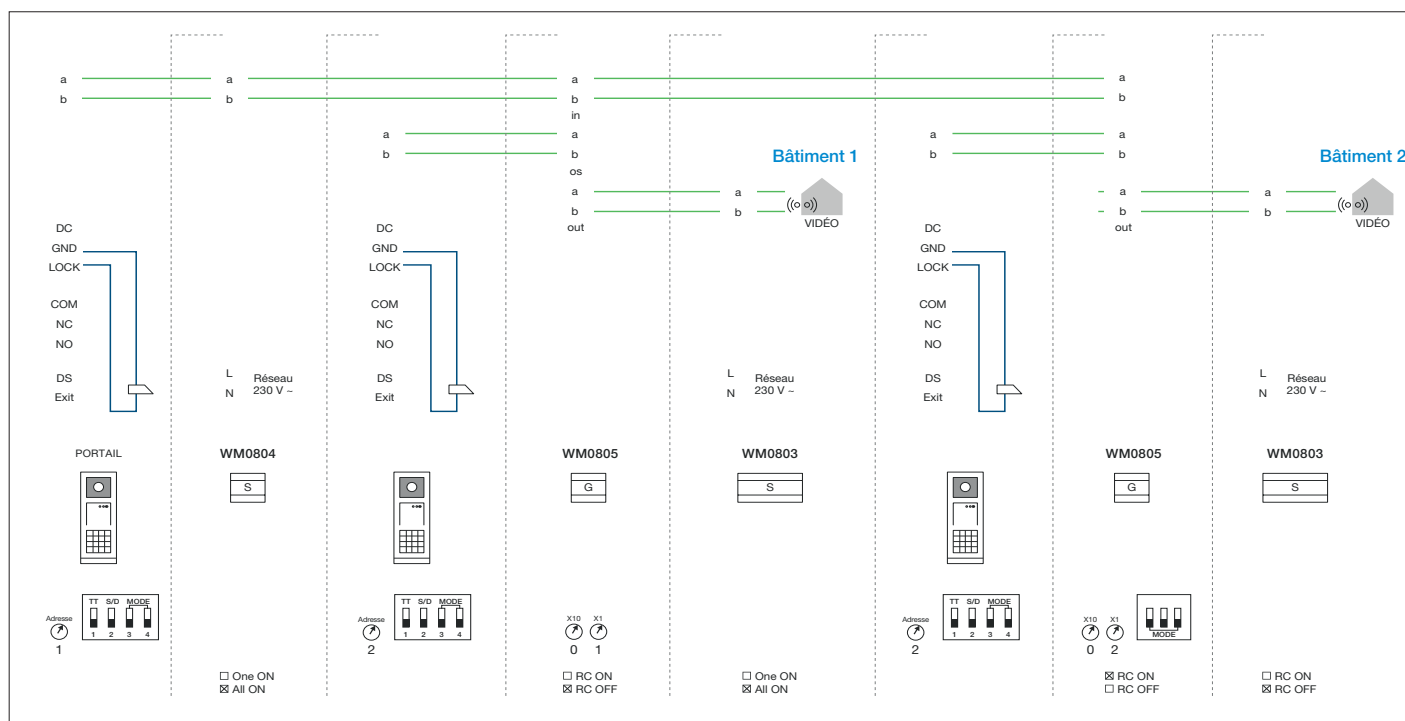 a a a a
b b b b
in
a a a a
b b b b
Bâtiment 1 Bâtiment 2
os
a a a a
b b b b
((o o)) ((o o))
out VIDÉO out VIDÉO
DC DC DC
GND GND GND
LOCK LOCK LOCK
COM COM COM
NC NC NC
NO NO NO
L Réseau L Réseau L Réseau
DS DS DS
N 230 V ~ N 230 V ~ N 230 V ~
Exit Exit Exit
PORTAIL WM0804 WM0805 WM0803 WM0805 WM0803
S G S G S
TT S/D MODE TT S/D MODE TT S/D MODE
Adresse Adresse X10 X1 Adresse X10 X1
1 2 3 4 1 2 3 4 1 2 3 4 MODE
1 2 0 1 2 0 2
☐ One ON ☐ RC ON ☐ One ON ☒ RC ON ☐ RC ON
☒ All ON ☒ RC OFF ☒ All ON ☐ RC OFF ☒ RC OFF